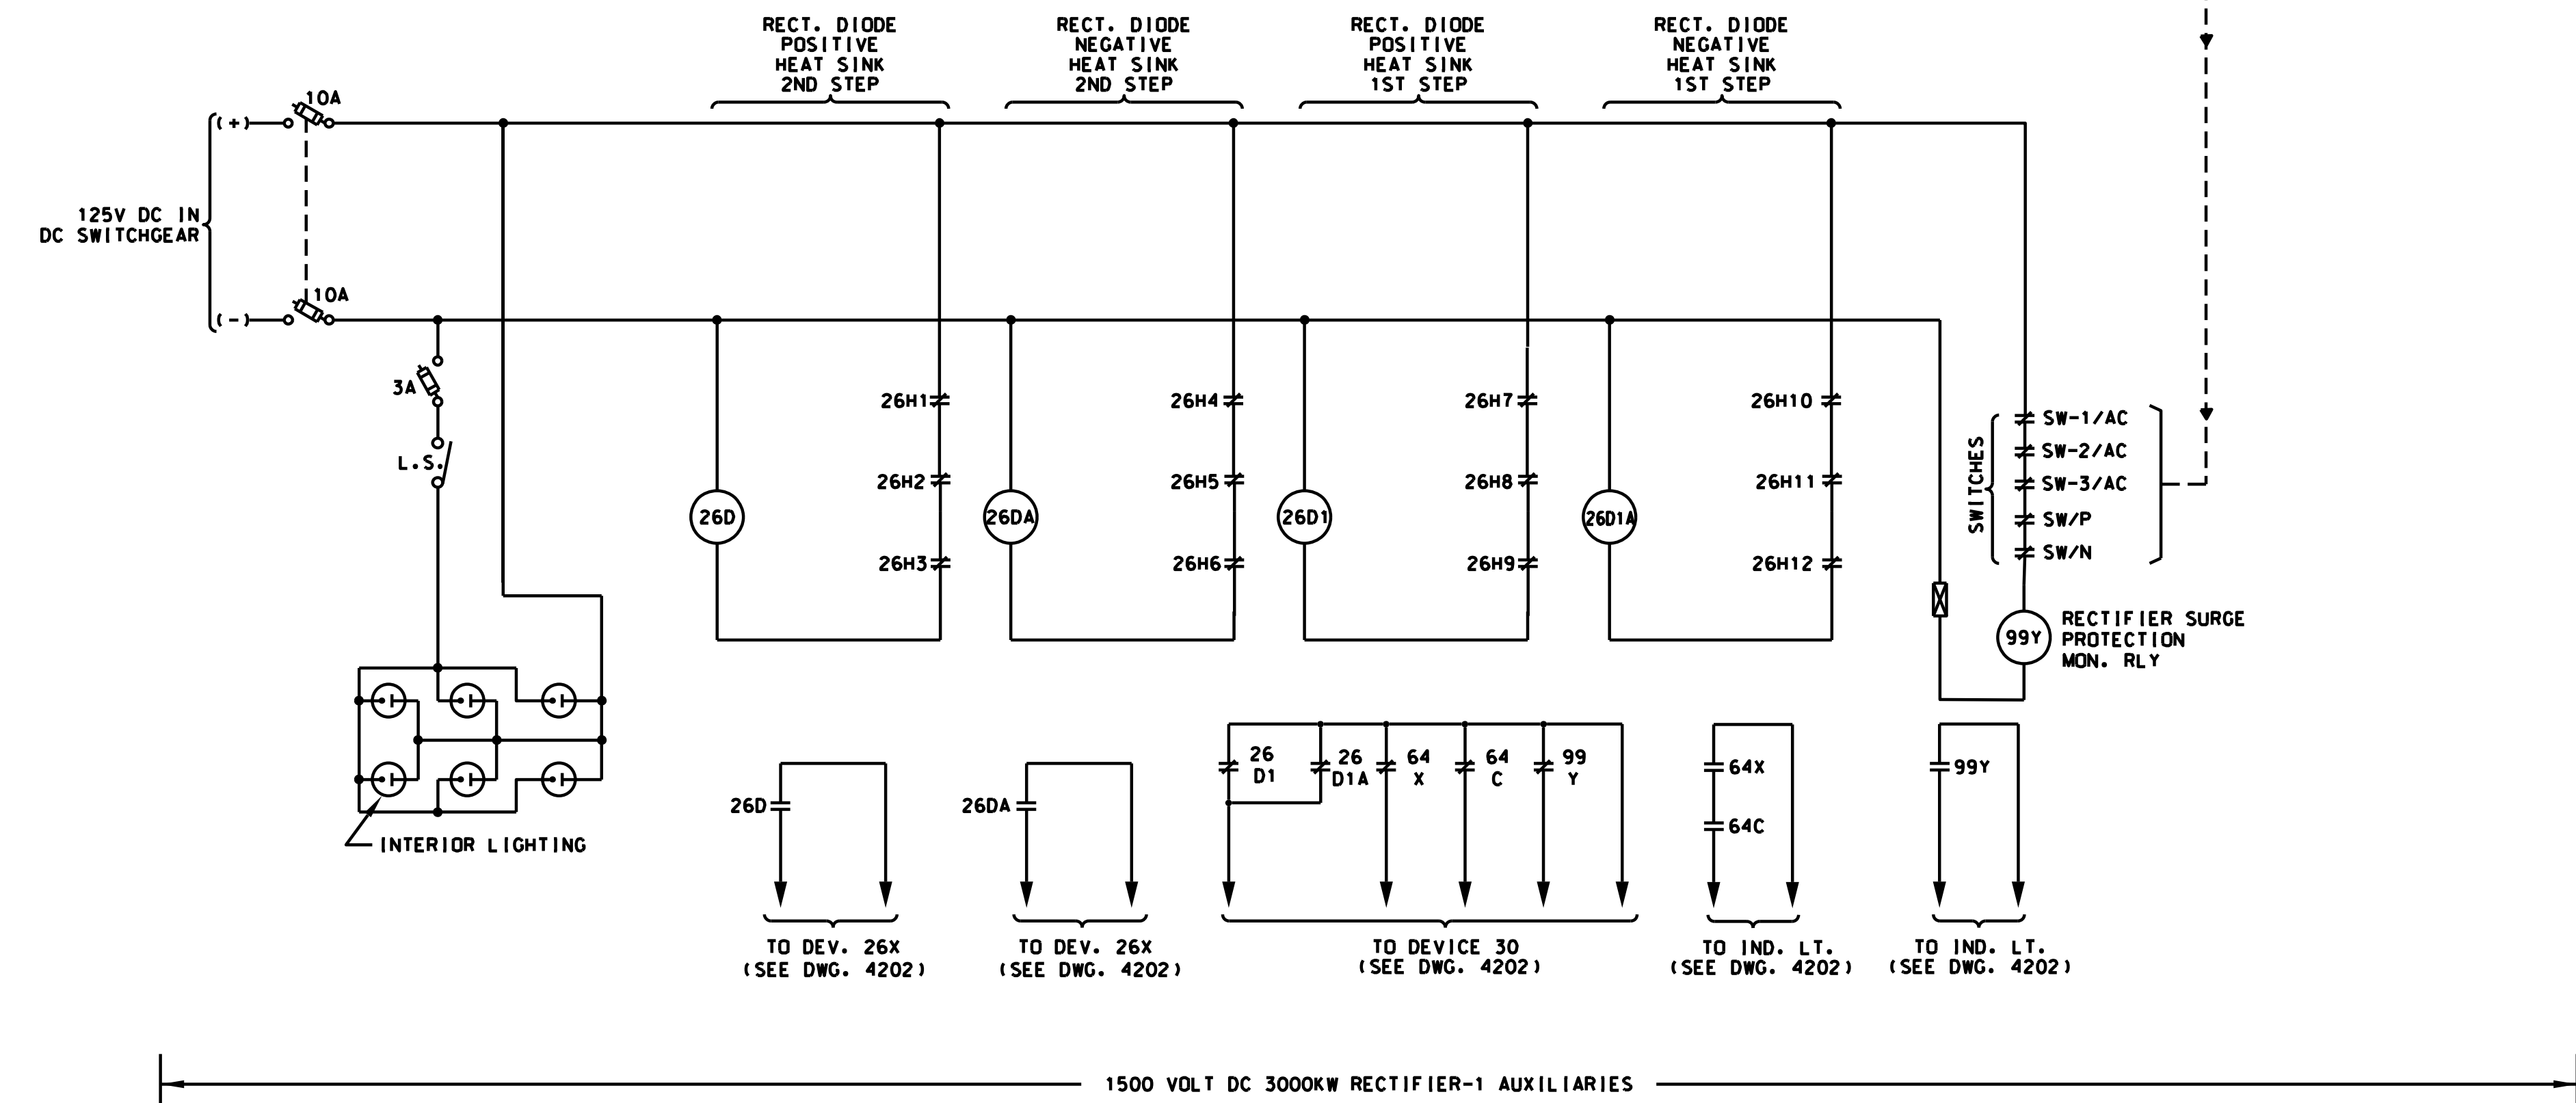 RECT. DIODE
POSITIVE
HEAT SINK
2ND STEP
RECT. DIODE
NEGATIVE
HEAT SINK
2ND STEP
RECT. DIODE
POSITIVE
HEAT SINK
1ST STEP
RECT. DIODE
NEGATIVE
HEAT SINK
1ST STEP
10A
(+)
125V DC IN
DC SWITCHGEAR
10A
(-)
3A
L.S.
26H1
26H2
26H3
26D
26H4
26H5
26H6
26DA
26H7
26H8
26H9
26D1
26H10
26H11
26H12
26D1A
SWITCHES
SW-1/AC
SW-2/AC
SW-3/AC
SW/P
SW/N
99Y
RECTIFIER SURGE
PROTECTION
MON. RLY
INTERIOR LIGHTING
26D
26DA
26
D1
26
D1A
64
X
64
C
99
Y
64X
64C
99Y
TO DEV. 26X
(SEE DWG. 4202)
TO DEV. 26X
(SEE DWG. 4202)
TO DEVICE 30
(SEE DWG. 4202)
TO IND. LT.
(SEE DWG. 4202)
TO IND. LT.
(SEE DWG. 4202)
1500 VOLT DC 3000KW RECTIFIER-1 AUXILIARIES